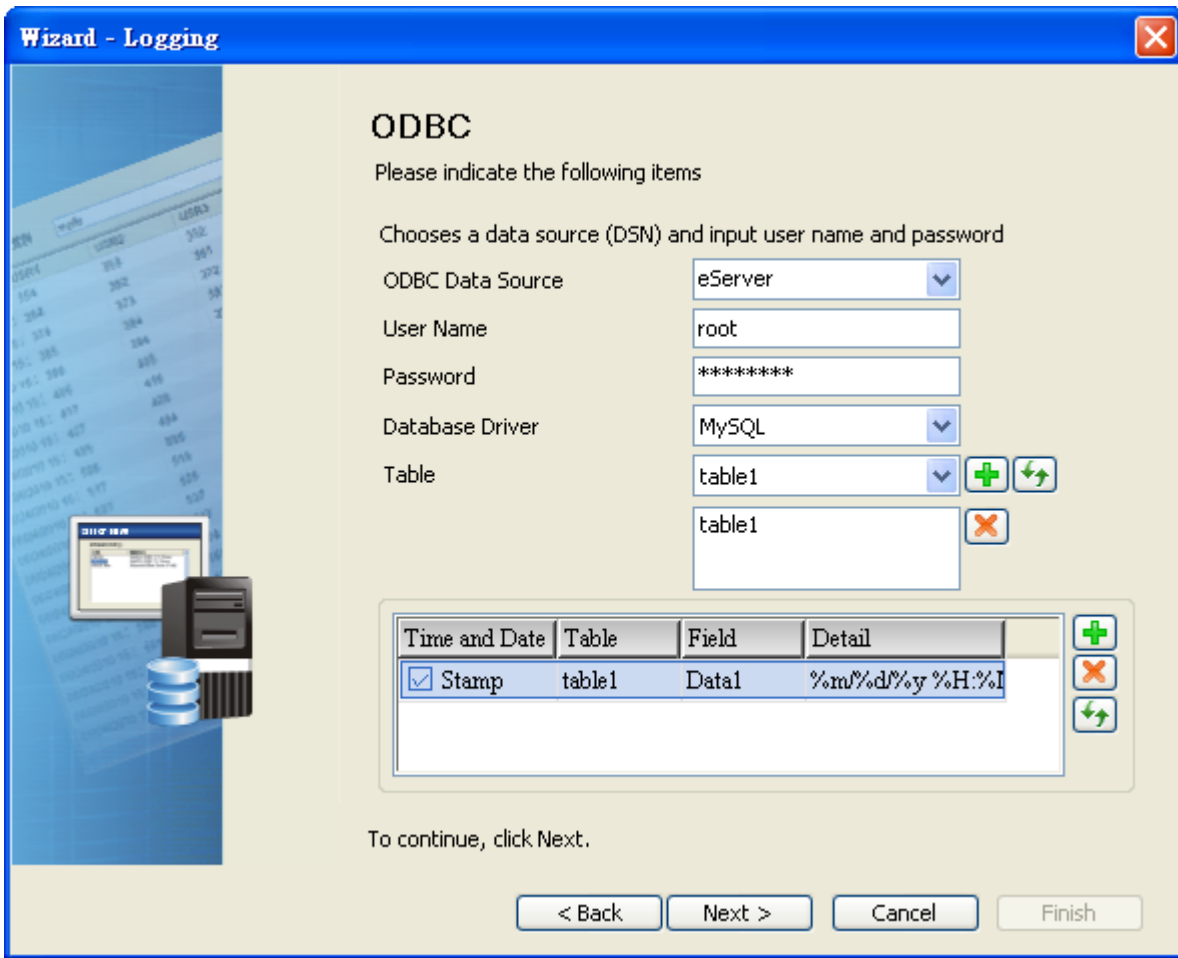 Wizard - Logging
ODBC
Please indicate the following items
Chooses a data source (DSN) and input user name and password
ODBC Data Source eServer
User Name root
Password ********
Database Driver MySQL
Table table1
table1
Time and Date Table Field Detail
Stamp table1 Data1 %m/%d/%y %H:%I
To continue, click Next.
< Back Next > Cancel Finish